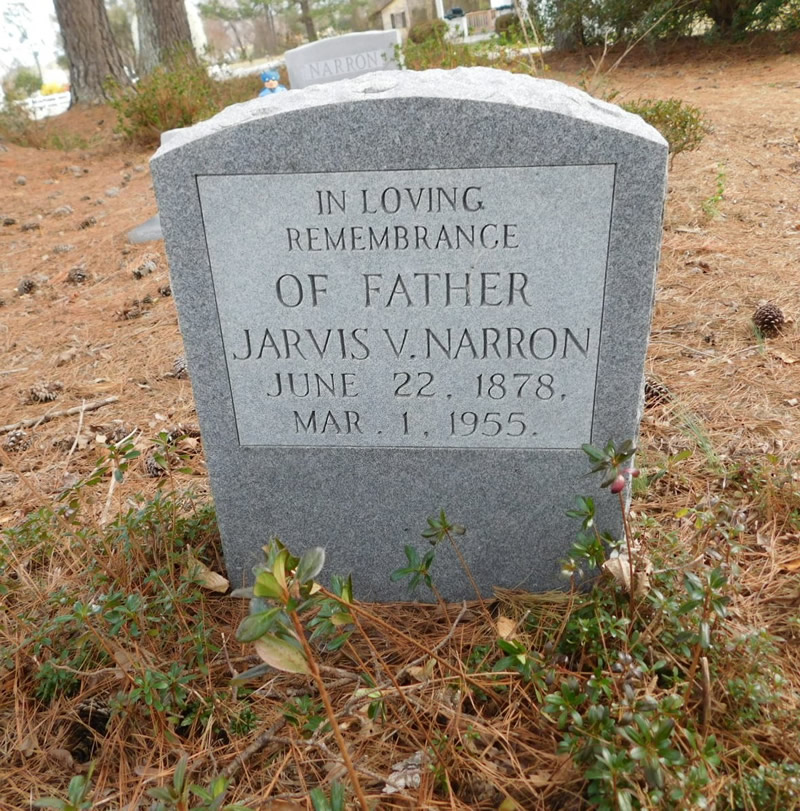 NARRON
IN LOVING
REMEMBRANCE
OF FATHER
JARVIS V. NARRON
JUNE 22, 1878,
MAR. 1, 1955.